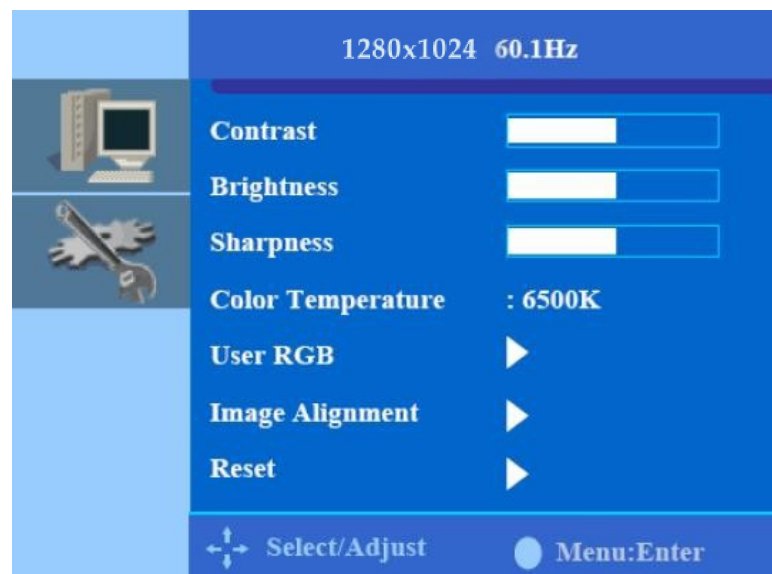 1280x1024 60.1Hz
Contrast
Brightness
Sharpness
Color Temperature : 6500K
User RGB
Image Alignment
Reset
Select/Adjust Menu:Enter